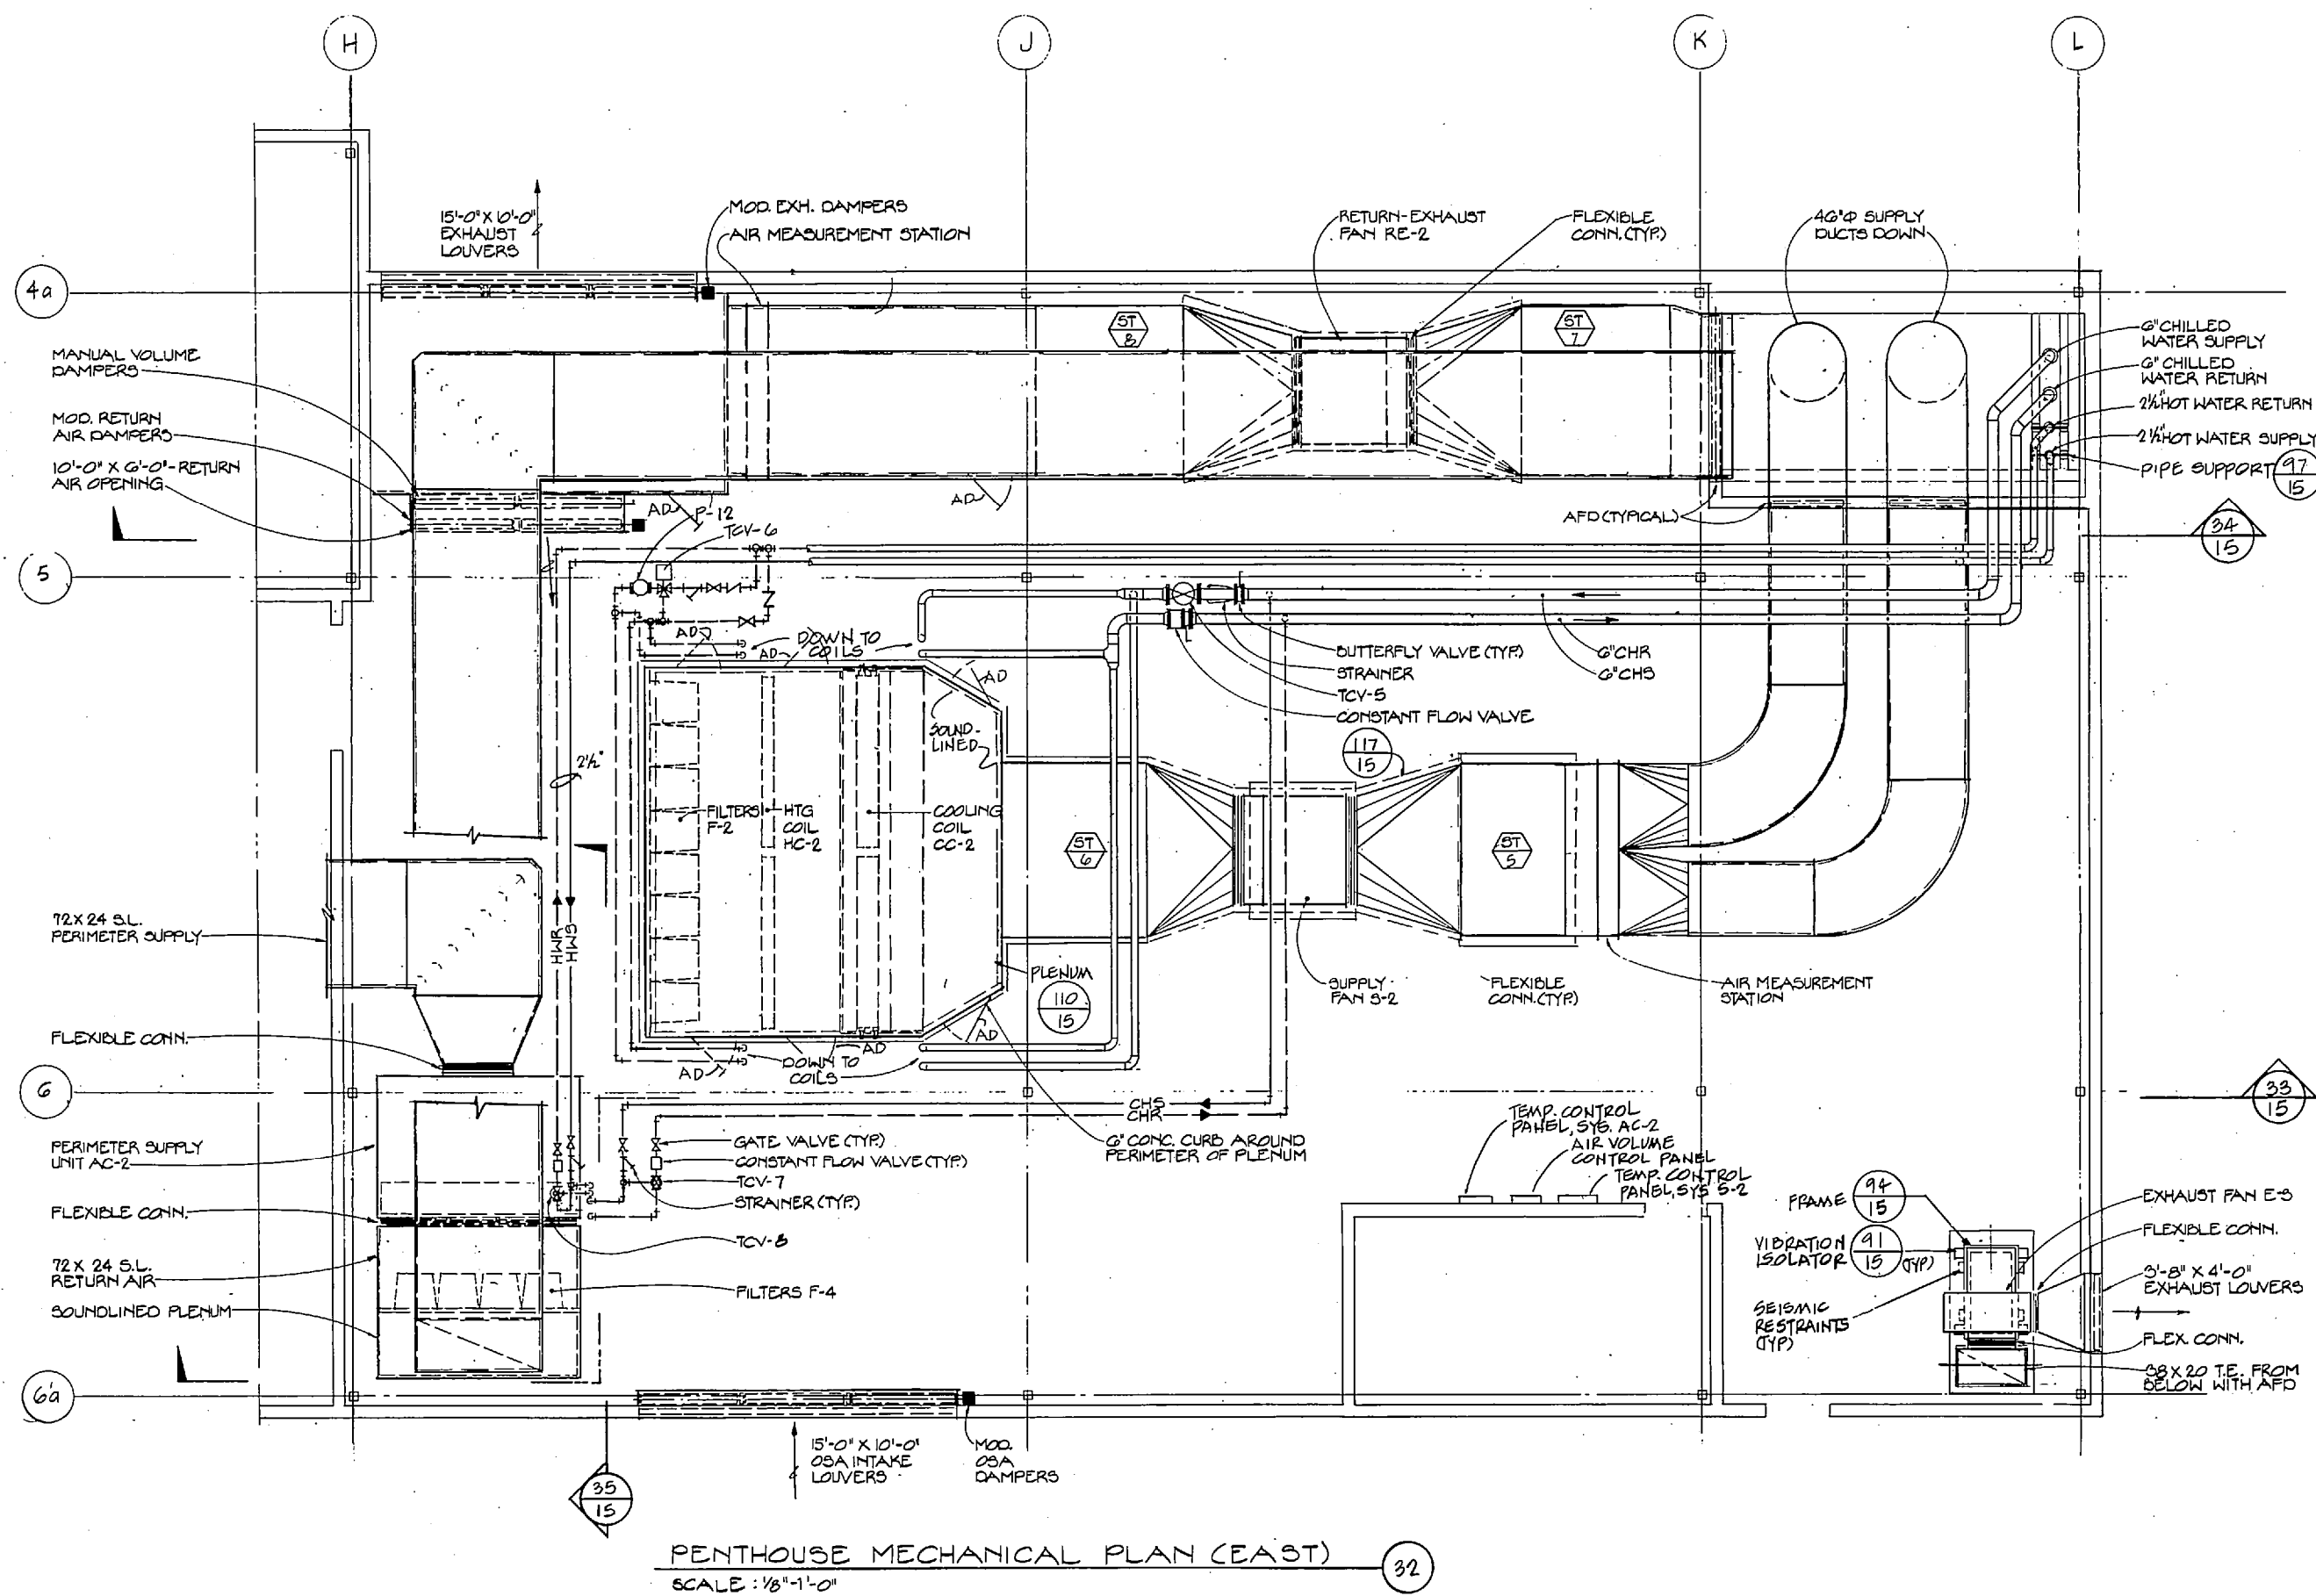 H
J
K
L
15'-0" X 10'-0"
EXHAUST
LOUVERS
MOD. EXH. DAMPERS
AIR MEASUREMENT STATION
RETURN-EXHAUST
FAN RE-2
FLEXIBLE
CONN. (TYP.)
46"Φ SUPPLY
DUCTS DOWN
4a
ST
8
ST
7
6" CHILLED
WATER SUPPLY
6" CHILLED
WATER RETURN
2½" HOT WATER RETURN
2½" HOT WATER SUPPLY
PIPE SUPPORT
97
15
MANUAL VOLUME
DAMPERS
MOD. RETURN
AIR DAMPERS
10'-0" X 6'-0"-RETURN
AIR OPENING
AD
P-12
TCV-6
AD
AFD (TYPICAL)
34
15
5
AD
AD
DOWN TO
COILS
AD
BUTTERFLY VALVE (TYP.)
STRAINER
TCV-5
CONSTANT FLOW VALVE
6" CHR
6" CHS
SOUND-
LINED
117
15
2½"
FILTERS
F-2
HTG
COIL
HC-2
COOLING
COIL
CC-2
ST
6
ST
5
72 X 24 S.L.
PERIMETER SUPPLY
HWR
HWS
PLENUM
110
15
SUPPLY
FAN S-2
FLEXIBLE
CONN. (TYP.)
AIR MEASUREMENT
STATION
FLEXIBLE CONN.
AD
DOWN TO
COILS
AD
AD
6
33
15
CHS
CHR
PERIMETER SUPPLY
UNIT AC-2
GATE VALVE (TYP.)
CONSTANT FLOW VALVE (TYP.)
TCV-7
STRAINER (TYP.)
TCV-8
6" CONC. CURB AROUND
PERIMETER OF PLENUM
TEMP. CONTROL
PANEL, SYS. AC-2
AIR VOLUME
CONTROL PANEL
TEMP. CONTROL
PANEL, SYS S-2
FLEXIBLE CONN.
72 X 24 S.L.
RETURN AIR
SOUNDLINED PLENUM
FILTERS F-4
FRAME
94
15
VIBRATION
ISOLATOR
91
15
(TYP)
SEISMIC
RESTRAINTS
(TYP)
EXHAUST FAN E-3
FLEXIBLE CONN.
3'-8" X 4'-0"
EXHAUST LOUVERS
FLEX. CONN.
38 X 20 T.E. FROM
BELOW WITH AFD
6a
35
15
15'-0" X 10'-0"
OSA INTAKE
LOUVERS
MOD.
OSA
DAMPERS
PENTHOUSE MECHANICAL PLAN (EAST)
32
SCALE : 1/8"-1'-0"